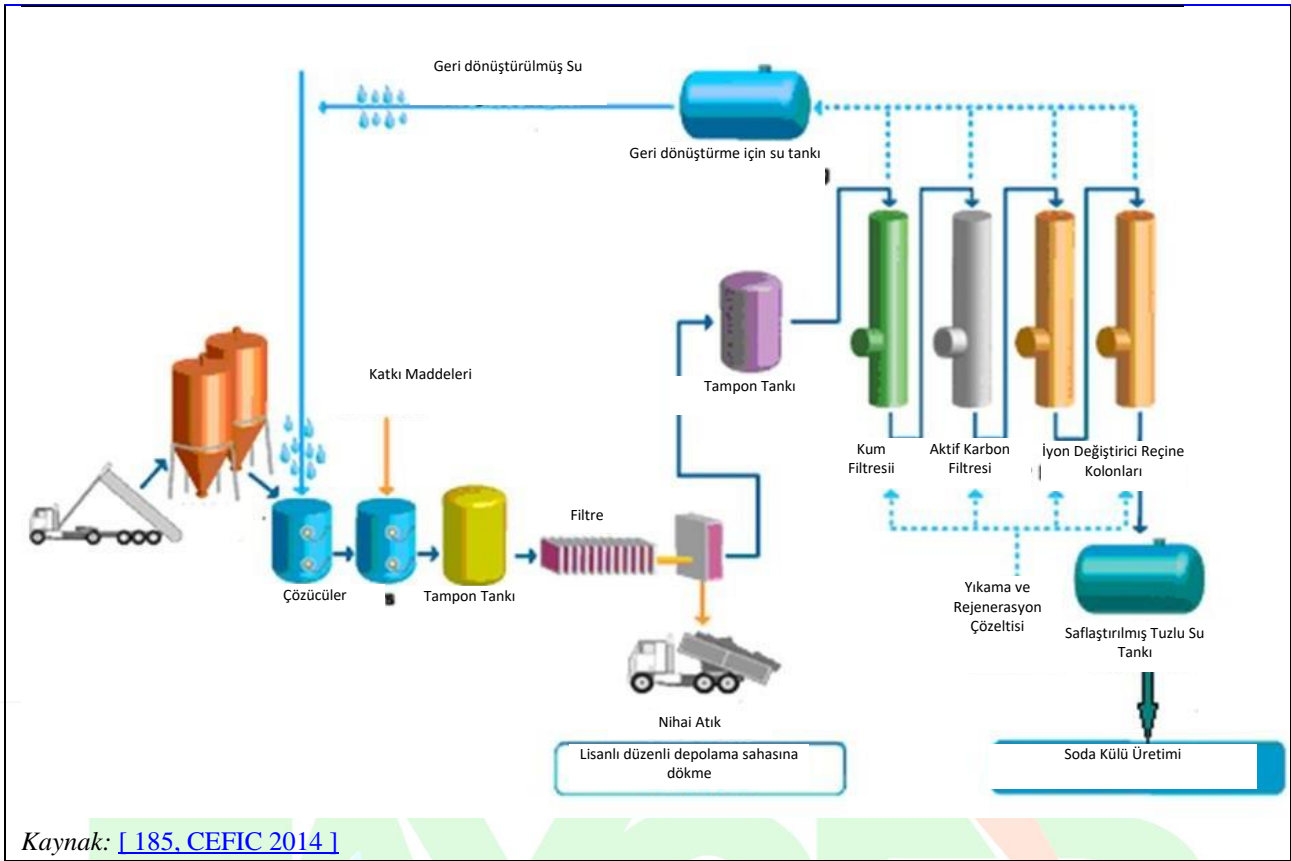 Geri dönüştürülmüş Su
Geri dönüştürme için su tankı
Katkı Maddeleri
Tampon Tankı
Kum
Filtresii
Aktif Karbon
Filtresi
İyon Değiştirici Reçine
Kolonları
Filtre
Çözücüler
Tampon Tankı
Yıkama ve
Rejenerasyon
Çözeltisi
Saflaştırılmış Tuzlu Su
Tankı
Nihai Atık
Lisanlı düzenli depolama sahasına
dökme
Soda Külü Üretimi
Kaynak: [ 185, CEFIC 2014 ]